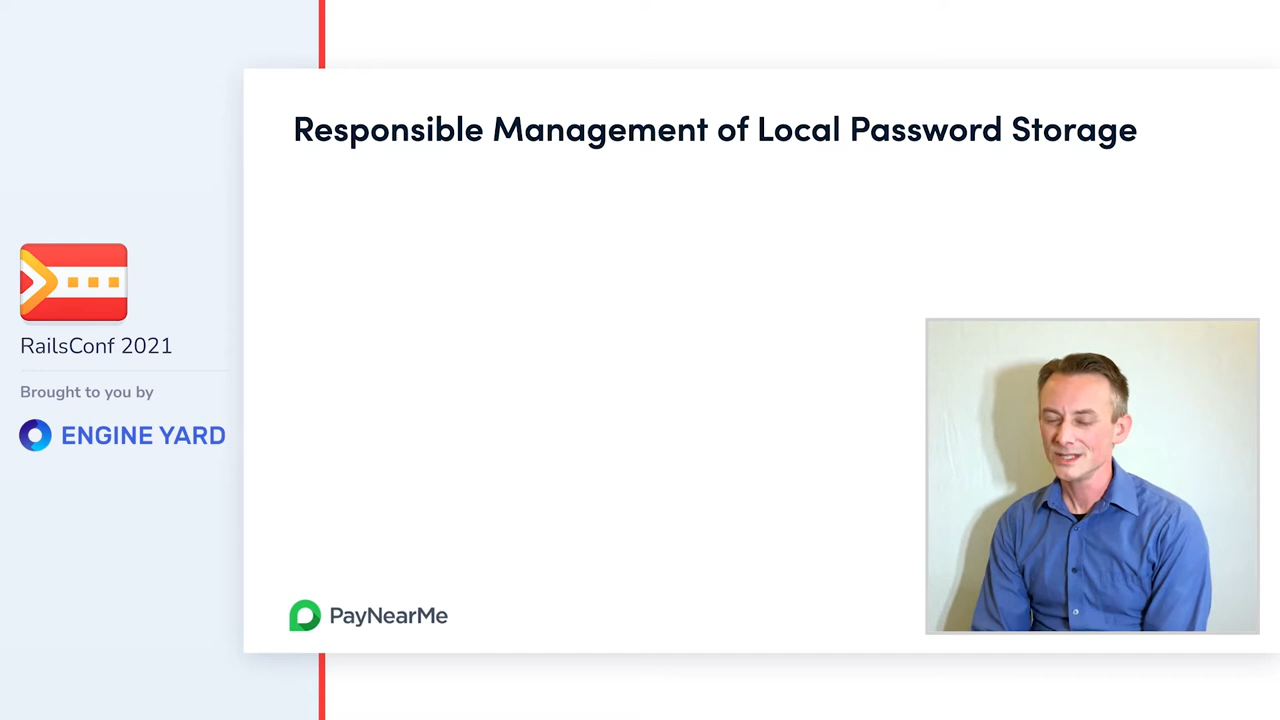 Responsible Management of Local Password Storage
RailsConf 2021
Brought to you by
ENGINE YARD
PayNearMe